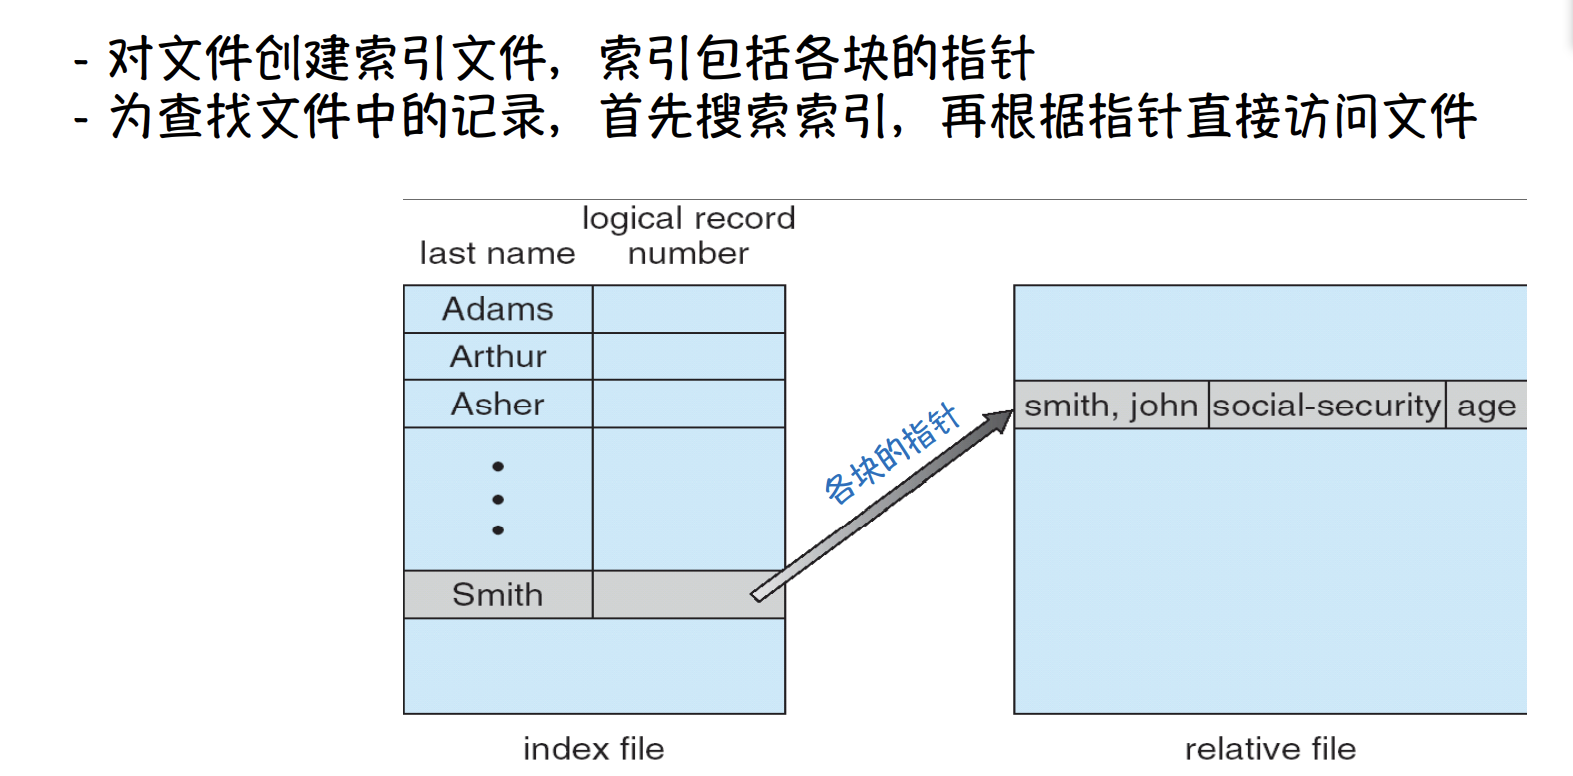 - 对文件创建索引文件，索引包括各块的指针
- 为查找文件中的记录，首先搜索索引，再根据指针直接访问文件
logical record
last name number
Adams
Arthur
Asher
smith, john social-security age
各块的指针
Smith
index file
relative file